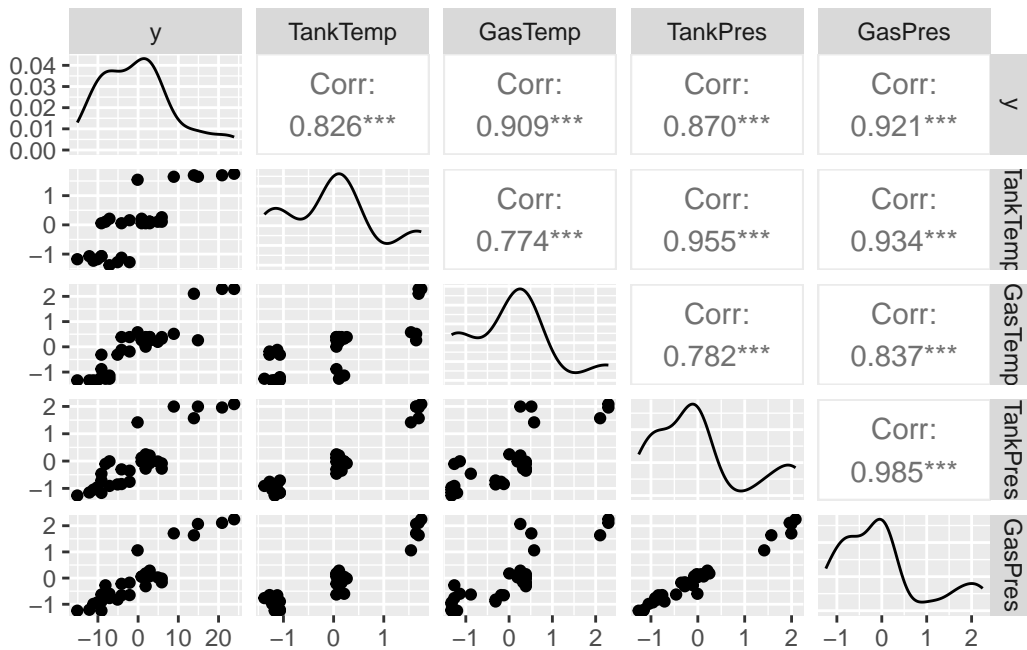 y TankTemp GasTemp TankPres GasPres
0.04
0.03
0.02
0.01
0.00
Corr: Corr: Corr: Corr:
0.826*** 0.909*** 0.870*** 0.921***
y
1
0
−1
Corr: Corr: Corr:
0.774*** 0.955*** 0.934***
TankTemp
2
1
0
−1
Corr: Corr:
0.782*** 0.837***
GasTemp
2
1
0
−1
Corr:
0.985***
TankPres
2
1
0
−1
GasPres
−10 0 10 20 −1 0 1 −1 0 1 2 −1 0 1 2 −1 0 1 2